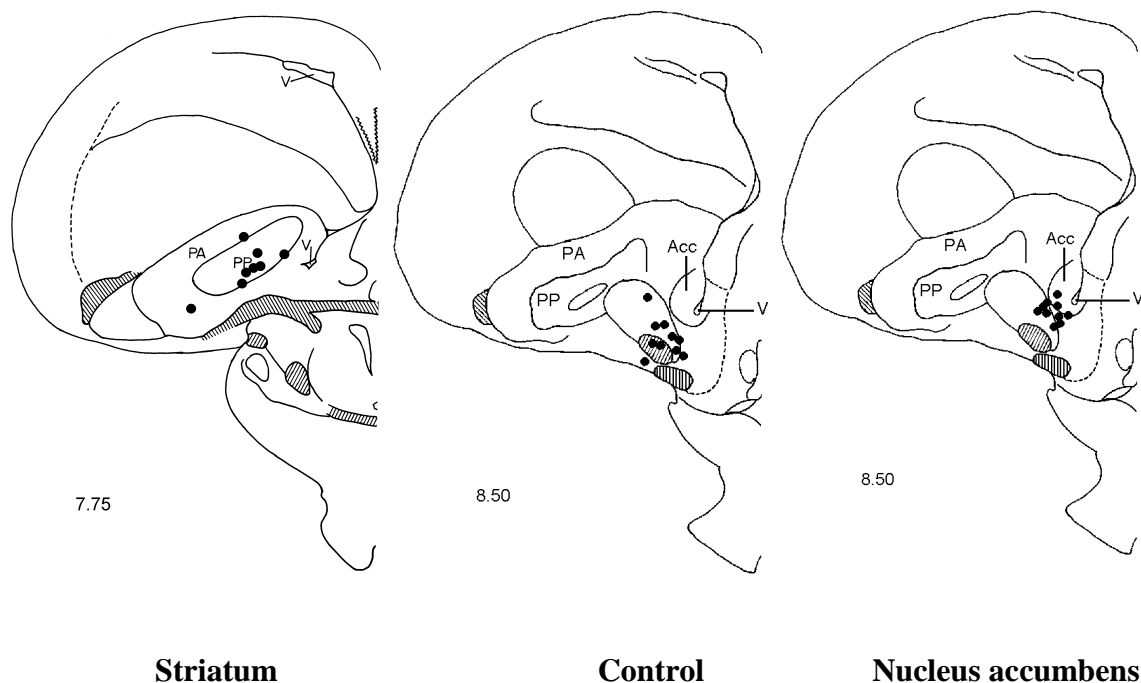 V
PA
PP
V
7.75
PA
Acc
PP
V
8.50
PA
Acc
PP
V
8.50
Striatum
Control
Nucleus accumbens